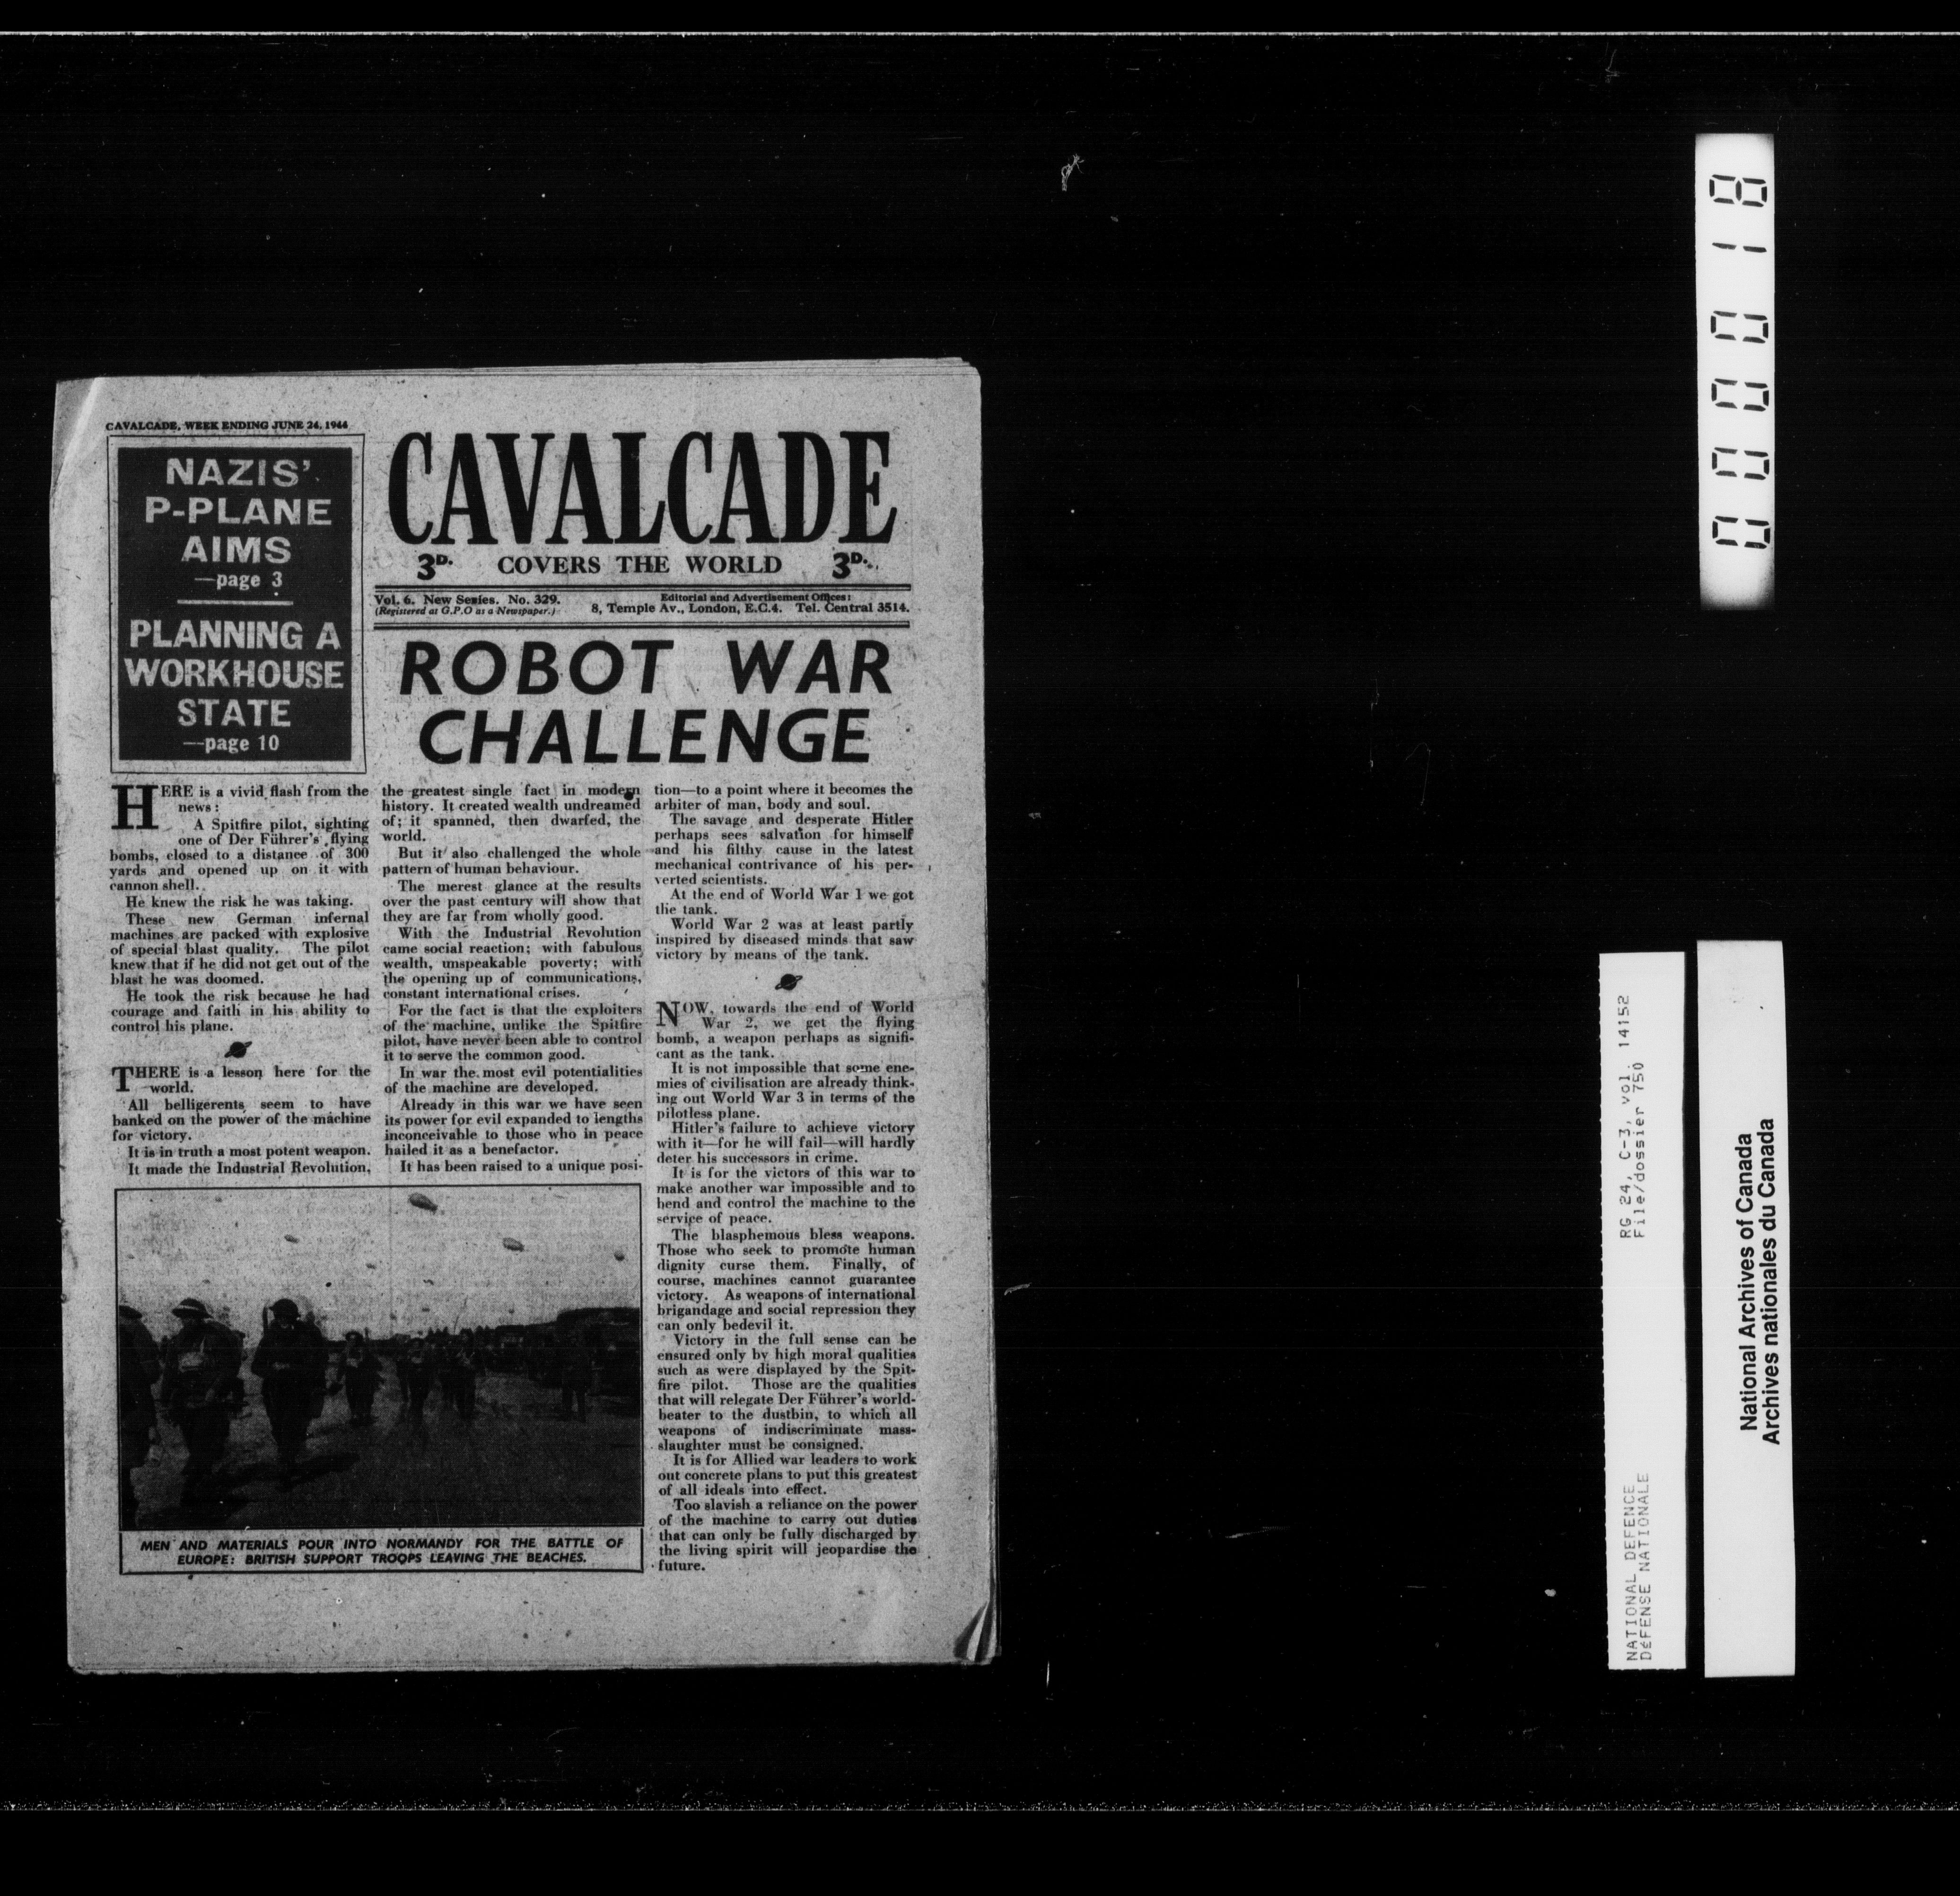 CAVALCADE, WEEK ENDING JUNE 24, 1944
NAZIS'
P-PLANE
AIMS
—page 3
PLANNING A
WORKHOUSE
STATE
—page 10
CAVALCADE
3D. COVERS THE WORLD 3D.
Vol. 6. New Series. No. 329.
(Registered at G.P.O as a Newspaper.)
Editorial and Advertisement Offices:
8, Temple Av., London, E.C.4. Tel. Central 3514.
ROBOT WAR
CHALLENGE
HERE is a vivid flash from the
news:
A Spitfire pilot, sighting
one of Der Führer's flying
bombs, closed to a distance of 300
yards and opened up on it with
cannon shell.
He knew the risk he was taking.
These new German infernal
machines are packed with explosive
of special blast quality. The pilot
knew that if he did not get out of the
blast he was doomed.
He took the risk because he had
courage and faith in his ability to
control his plane.
THERE is a lesson here for the
world.
All belligerents seem to have
banked on the power of the machine
for victory.
It is in truth a most potent weapon.
It made the Industrial Revolution,
the greatest single fact in modern
history. It created wealth undreamed
of; it spanned, then dwarfed, the
world.
But it also challenged the whole
pattern of human behaviour.
The merest glance at the results
over the past century will show that
they are far from wholly good.
With the Industrial Revolution
came social reaction; with fabulous
wealth, unspeakable poverty; with
the opening up of communications,
constant international crises.
For the fact is that the exploiters
of the machine, unlike the Spitfire
pilot, have never been able to control
it to serve the common good.
In war the most evil potentialities
of the machine are developed.
Already in this war we have seen
its power for evil expanded to lengths
inconceivable to those who in peace
hailed it as a benefactor.
It has been raised to a unique posi-
tion—to a point where it becomes the
arbiter of man, body and soul.
The savage and desperate Hitler
perhaps sees salvation for himself
and his filthy cause in the latest
mechanical contrivance of his per-
verted scientists.
At the end of World War 1 we got
the tank.
World War 2 was at least partly
inspired by diseased minds that saw
victory by means of the tank.
NOW, towards the end of World
War 2, we get the flying
bomb, a weapon perhaps as signifi-
cant as the tank.
It is not impossible that some ene-
mies of civilisation are already think-
ing out World War 3 in terms of the
pilotless plane.
Hitler's failure to achieve victory
with it—for he will fail—will hardly
deter his successors in crime.
It is for the victors of this war to
make another war impossible and to
bend and control the machine to the
service of peace.
The blasphemous bless weapons.
Those who seek to promote human
dignity curse them. Finally, of
course, machines cannot guarantee
victory. As weapons of international
brigandage and social repression they
can only bedevil it.
Victory in the full sense can be
ensured only by high moral qualities
such as were displayed by the Spit-
fire pilot. Those are the qualities
that will relegate Der Führer's world-
beater to the dustbin, to which all
weapons of indiscriminate mass-
slaughter must be consigned.
It is for Allied war leaders to work
out concrete plans to put this greatest
of all ideals into effect.
Too slavish a reliance on the power
of the machine to carry out duties
that can only be fully discharged by
the living spirit will jeopardise the
future.
MEN AND MATERIALS POUR INTO NORMANDY FOR THE BATTLE OF
EUROPE: BRITISH SUPPORT TROOPS LEAVING THE BEACHES.
000018
NATIONAL DEFENCE RG 24, C-3, vol. 14152
DéFENSE NATIONALE File/dossier 750
National Archives of Canada
Archives nationales du Canada